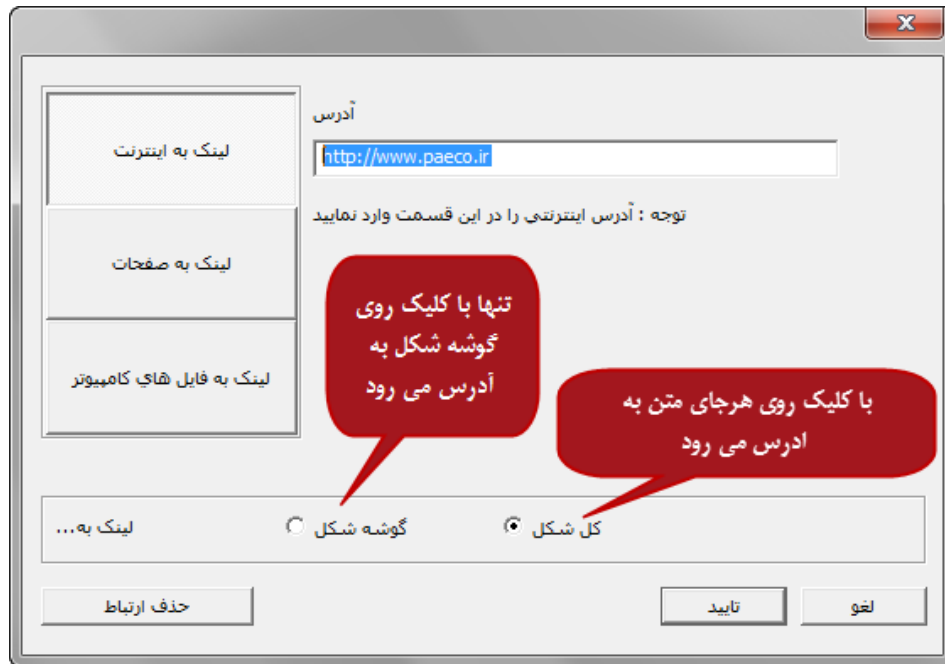 آدرس
لینک به اینترنت
http://www.paeco.ir
توجه : آدرس اینترنتی را در این قسمت وارد نمایید
لینک به صفحات
تنها با کلیک روی
گوشه شکل به
آدرس می رود
لینک به فایل هاي کامپیوتر
با کلیک روی هرجای متن به
ادرس می رود
لینک به...
گوشه شکل
کل شکل
حذف ارتباط
تایید
لغو